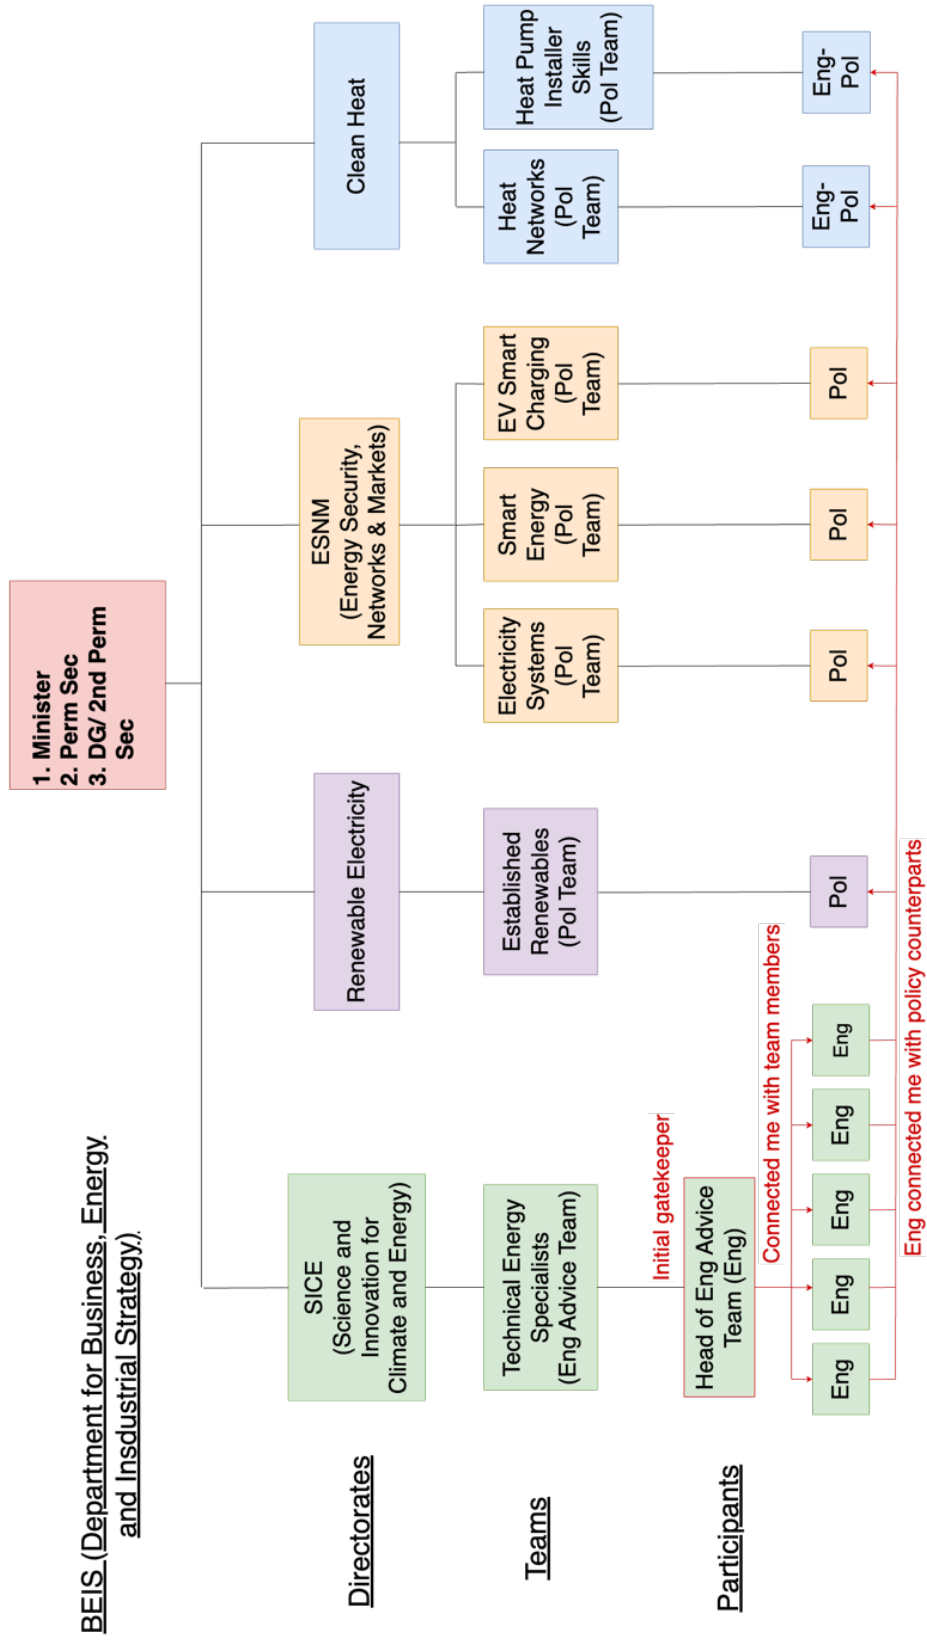 BEIS (Department for Business, Energy.
and Insdustrial Strategy).
1. Minister
2. Perm Sec
3. DG/ 2nd Perm
Sec
Directorates
SICE
(Science and
Innovation for
Climate and Energy)
Renewable Electricity
ESNM
(Energy Security,
Networks & Markets)
Clean Heat
Teams
Technical Energy
Specialists
(Eng Advice Team)
Established
Renewables
(Pol Team)
Electricity
Systems
(Pol
Team)
Smart
Energy
(Pol
Team)
EV Smart
Charging
(Pol
Team)
Heat
Networks
(Pol
Team)
Heat Pump
Installer
Skills
(Pol Team)
Initial gatekeeper
Participants
Head of Eng Advice
Team (Eng)
Connected me with team members
Eng
Eng
Eng
Eng
Eng
Pol
Pol
Pol
Pol
Eng-
Pol
Eng-
Pol
Eng connected me with policy counterparts